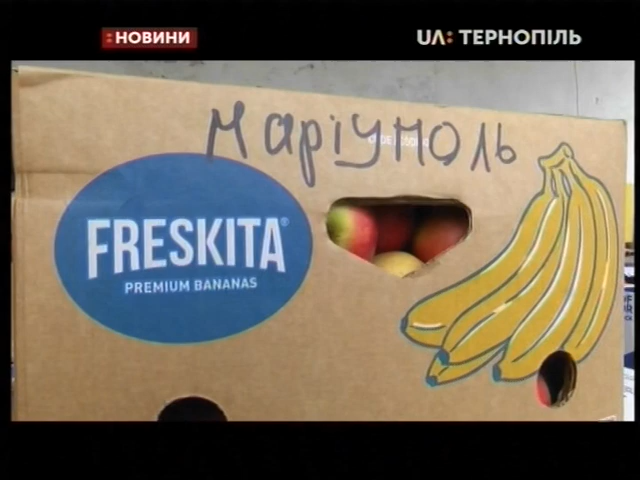 :НОВИНИ
UA: ТЕРНОПІЛЬ
Маріуполь
FRESKITA®
PREMIUM BANANAS